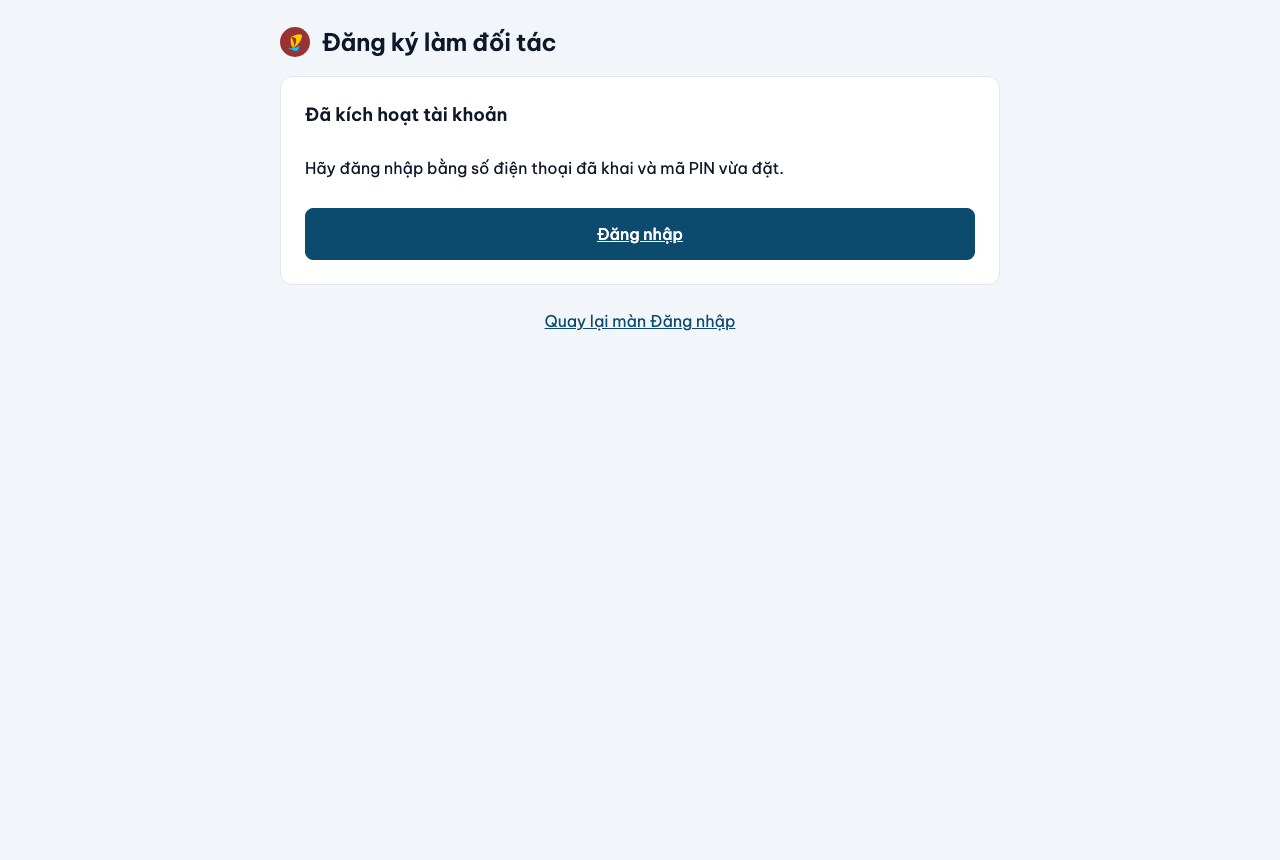 Đăng ký làm đối tác
Đã kích hoạt tài khoản
Hãy đăng nhập bằng số điện thoại đã khai và mã PIN vừa đặt.
Đăng nhập
Quay lại màn Đăng nhập